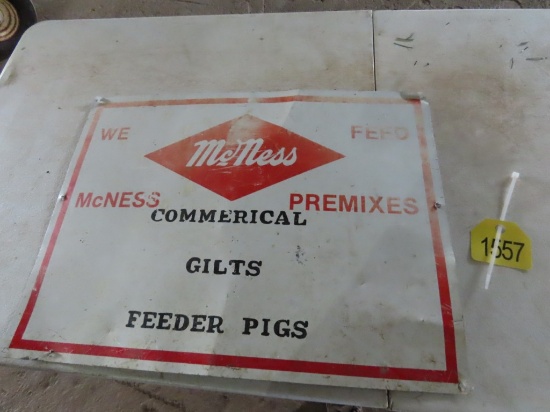 WE FEED
McNess
McNESS PREMIXES
COMMERICAL
GILTS
FEEDER PIGS
1557